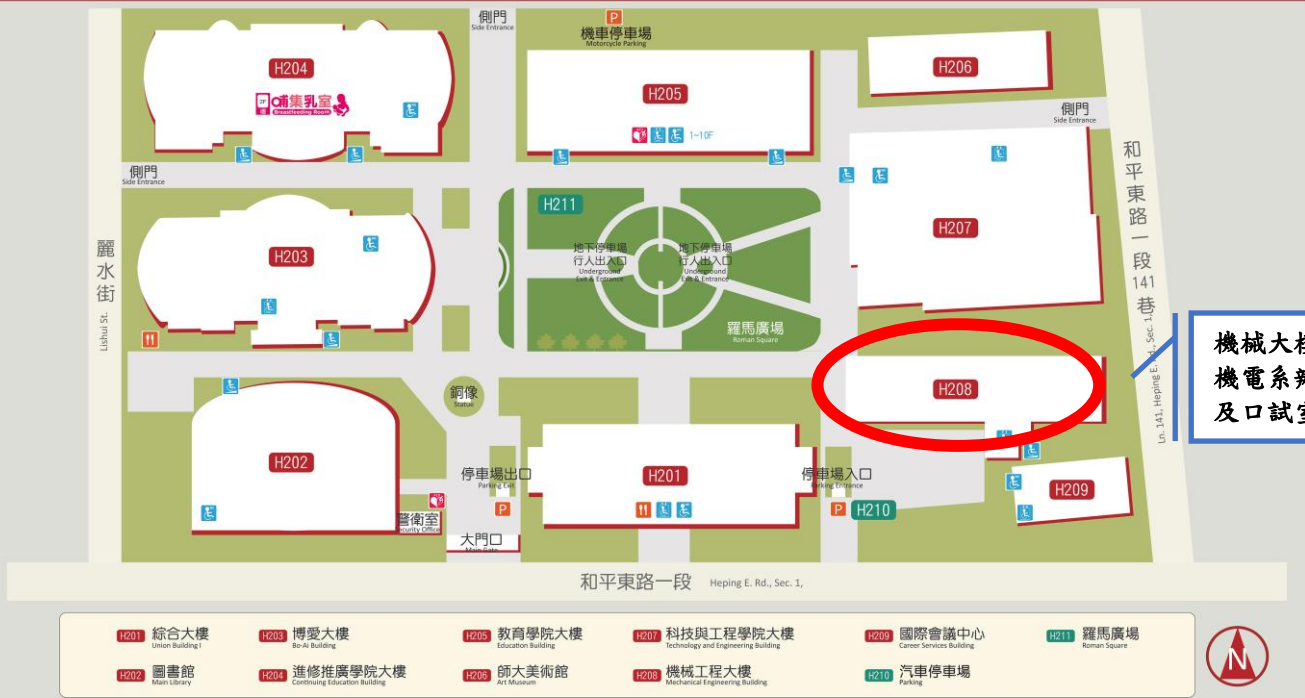 側門
Side Entrance
P
機車停車場
Motorcycle Parking
H204
哺集乳室
Breastfeeding Room
H205
1~10F
H206
側門
Side Entrance
側門
Side Entrance
H211
地下停車場
行人出入口
Underground
Exit & Entrance
地下停車場
行人出入口
Underground
Exit & Entrance
羅馬廣場
Roman Square
H207
和平東路一段141巷
Ln. 141, Heping E. Rd., Sec. 1,
麗水街
Lishui St.
H203
H208
機械大
機電系
及口試
銅像
Statue
H202
停車場出口
Parking Exit
P
H201
停車場入口
Parking Entrance
P
H210
H209
警衛室
Security Office
大門口
Main Gate
和平東路一段 Heping E. Rd., Sec. 1,
H201 綜合大樓
Union Building I
H203 博愛大樓
Bo-Ai Building
H205 教育學院大樓
Education Building
H207 科技與工程學院大樓
Technology and Engineering Building
H209 國際會議中心
Career Services Building
H211 羅馬廣場
Roman Square
H202 圖書館
Main Library
H204 進修推廣學院大樓
Continuing Education Building
H206 師大美術館
Art Museum
H208 機械工程大樓
Mechanical Engineering Building
H210 汽車停車場
Parking
N